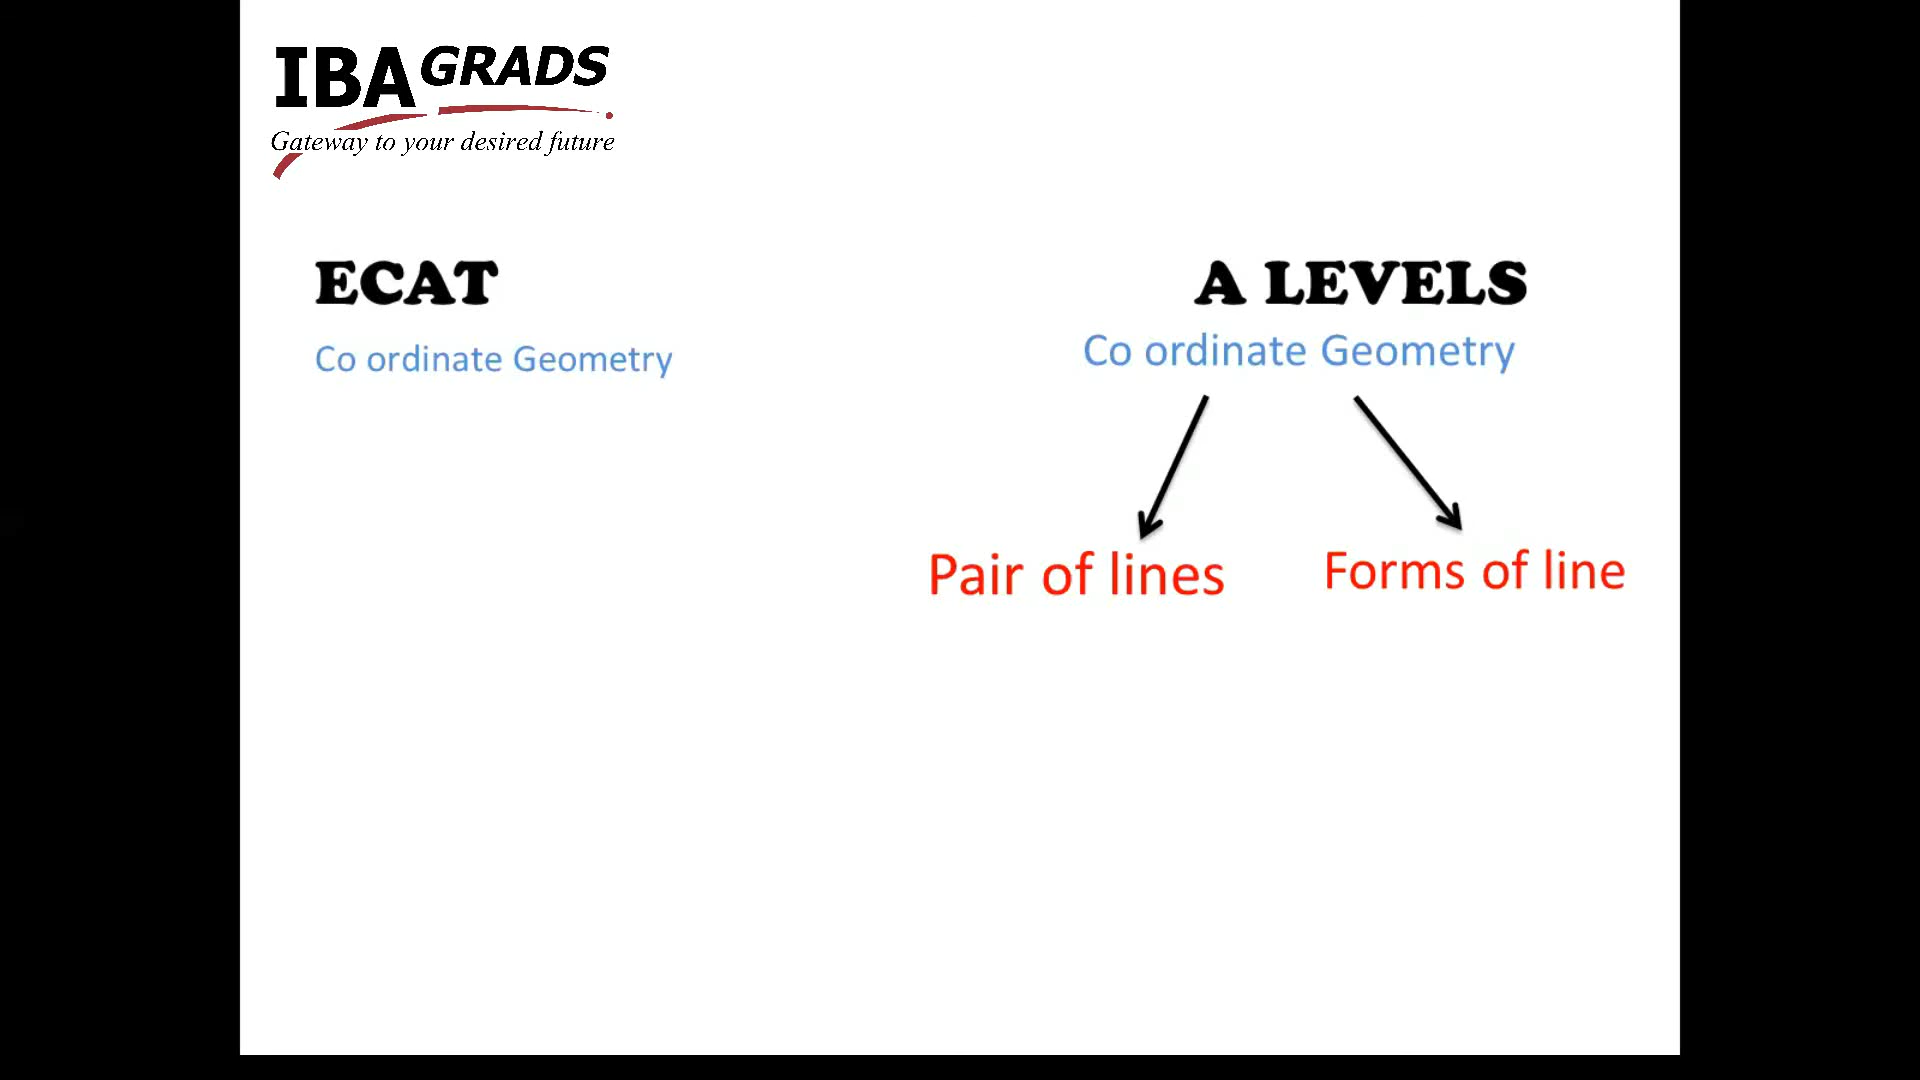 IBA GRADS
Gateway to your desired future
ECAT
Co ordinate Geometry
A LEVELS
Co ordinate Geometry
Pair of lines
Forms of line